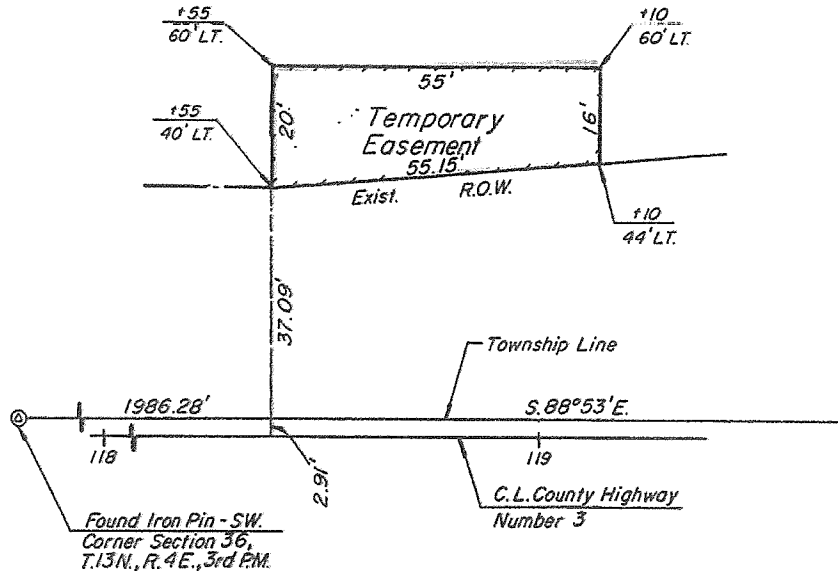 +55
60' LT.
+10
60' LT.
55'
+55
40' LT.
20'
Temporary
Easement
16'
55.15'
Exist. R.O.W.
+10
44' LT.
37.09'
Township Line
1986.28'
S.88°53'E.
118
119
2.91'
C.L. County Highway
Number 3
Found Iron Pin - SW.
Corner Section 36,
T.13N., R.4E., 3rd P.M.